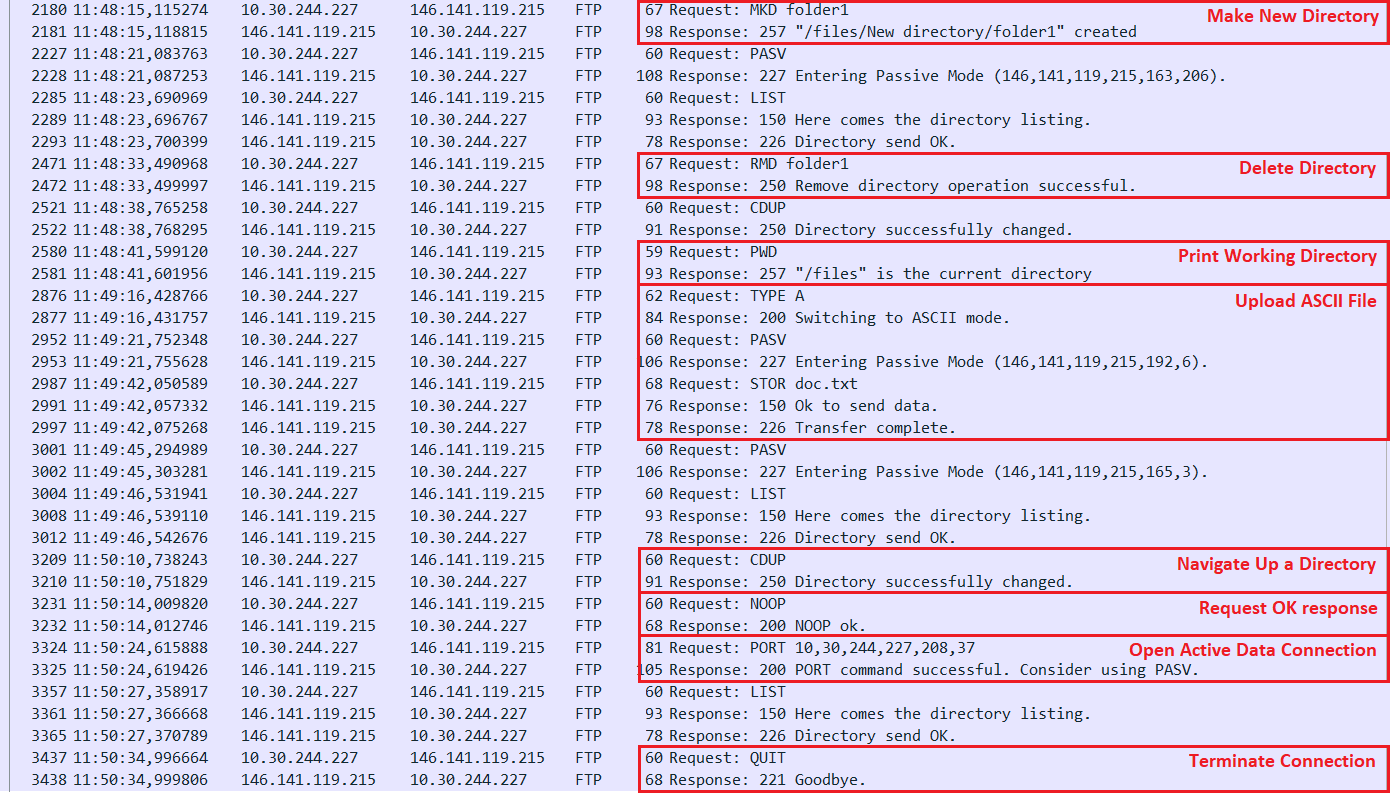 2180 11:48:15,115274 10.30.244.227 146.141.119.215 FTP 67 Request: MKD folder1 Make New Directory
2181 11:48:15,118815 146.141.119.215 10.30.244.227 FTP 98 Response: 257 "/files/New directory/folder1" created
2227 11:48:21,083763 10.30.244.227 146.141.119.215 FTP 60 Request: PASV
2228 11:48:21,087253 146.141.119.215 10.30.244.227 FTP 108 Response: 227 Entering Passive Mode (146,141,119,215,163,206).
2285 11:48:23,690969 10.30.244.227 146.141.119.215 FTP 60 Request: LIST
2289 11:48:23,696767 146.141.119.215 10.30.244.227 FTP 93 Response: 150 Here comes the directory listing.
2293 11:48:23,700399 146.141.119.215 10.30.244.227 FTP 78 Response: 226 Directory send OK.
2471 11:48:33,490968 10.30.244.227 146.141.119.215 FTP 67 Request: RMD folder1 Delete Directory
2472 11:48:33,499997 146.141.119.215 10.30.244.227 FTP 98 Response: 250 Remove directory operation successful.
2521 11:48:38,765258 10.30.244.227 146.141.119.215 FTP 60 Request: CDUP
2522 11:48:38,768295 146.141.119.215 10.30.244.227 FTP 91 Response: 250 Directory successfully changed.
2580 11:48:41,599120 10.30.244.227 146.141.119.215 FTP 59 Request: PWD Print Working Directory
2581 11:48:41,601956 146.141.119.215 10.30.244.227 FTP 93 Response: 257 "/files" is the current directory
2876 11:49:16,428766 10.30.244.227 146.141.119.215 FTP 62 Request: TYPE A Upload ASCII File
2877 11:49:16,431757 146.141.119.215 10.30.244.227 FTP 84 Response: 200 Switching to ASCII mode.
2952 11:49:21,752348 10.30.244.227 146.141.119.215 FTP 60 Request: PASV
2953 11:49:21,755628 146.141.119.215 10.30.244.227 FTP 106 Response: 227 Entering Passive Mode (146,141,119,215,192,6).
2987 11:49:42,050589 10.30.244.227 146.141.119.215 FTP 68 Request: STOR doc.txt
2991 11:49:42,057332 146.141.119.215 10.30.244.227 FTP 76 Response: 150 Ok to send data.
2997 11:49:42,075268 146.141.119.215 10.30.244.227 FTP 78 Response: 226 Transfer complete.
3001 11:49:45,294989 10.30.244.227 146.141.119.215 FTP 60 Request: PASV
3002 11:49:45,303281 146.141.119.215 10.30.244.227 FTP 106 Response: 227 Entering Passive Mode (146,141,119,215,165,3).
3004 11:49:46,531941 10.30.244.227 146.141.119.215 FTP 60 Request: LIST
3008 11:49:46,539110 146.141.119.215 10.30.244.227 FTP 93 Response: 150 Here comes the directory listing.
3012 11:49:46,542676 146.141.119.215 10.30.244.227 FTP 78 Response: 226 Directory send OK.
3209 11:50:10,738243 10.30.244.227 146.141.119.215 FTP 60 Request: CDUP Navigate Up a Directory
3210 11:50:10,751829 146.141.119.215 10.30.244.227 FTP 91 Response: 250 Directory successfully changed.
3231 11:50:14,009820 10.30.244.227 146.141.119.215 FTP 60 Request: NOOP Request OK response
3232 11:50:14,012746 146.141.119.215 10.30.244.227 FTP 68 Response: 200 NOOP ok.
3324 11:50:24,615888 10.30.244.227 146.141.119.215 FTP 81 Request: PORT 10,30,244,227,208,37 Open Active Data Connection
3325 11:50:24,619426 146.141.119.215 10.30.244.227 FTP 105 Response: 200 PORT command successful. Consider using PASV.
3357 11:50:27,358917 10.30.244.227 146.141.119.215 FTP 60 Request: LIST
3361 11:50:27,366668 146.141.119.215 10.30.244.227 FTP 93 Response: 150 Here comes the directory listing.
3365 11:50:27,370789 146.141.119.215 10.30.244.227 FTP 78 Response: 226 Directory send OK.
3437 11:50:34,996664 10.30.244.227 146.141.119.215 FTP 60 Request: QUIT Terminate Connection
3438 11:50:34,999806 146.141.119.215 10.30.244.227 FTP 68 Response: 221 Goodbye.